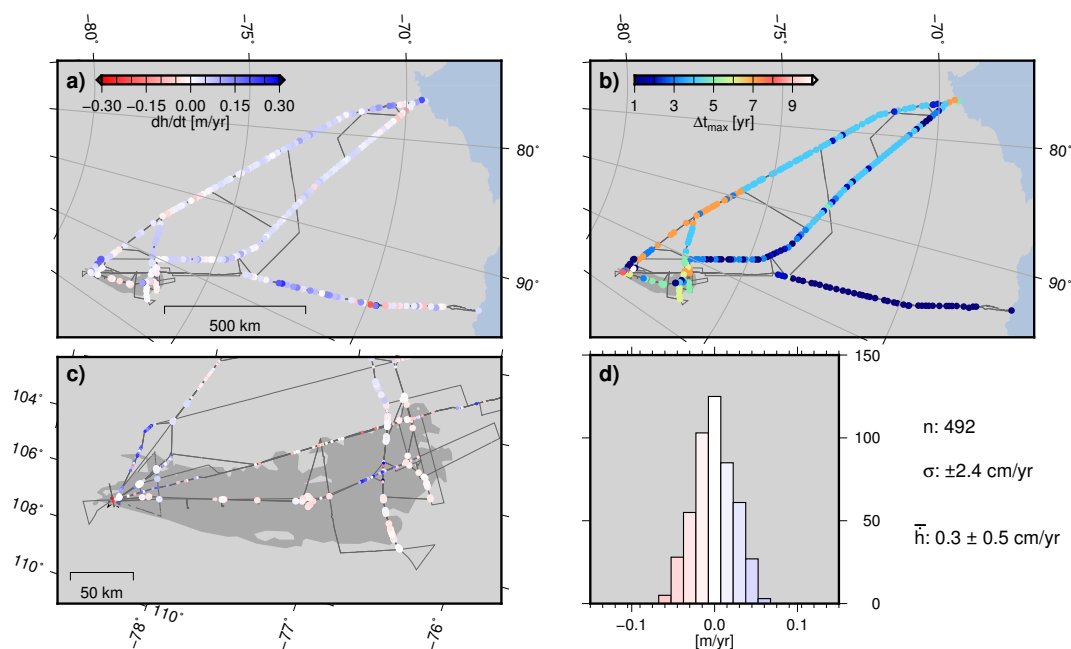 −80˚
−75˚
−70˚
a)
−0.30 −0.15 0.00 0.15 0.30
dh/dt [m/yr]
80˚
90˚
500 km
−80˚
−75˚
−70˚
b)
1 3 5 7 9
Δtmax [yr]
80˚
90˚
c)
104˚
106˚
108˚
110˚
50 km
−78˚
110˚
−77˚
−76˚
d)
150
100
50
0
−0.1 0.0 0.1
[m/yr]
n: 492
σ: ±2.4 cm/yr
h̄̇: 0.3 ± 0.5 cm/yr